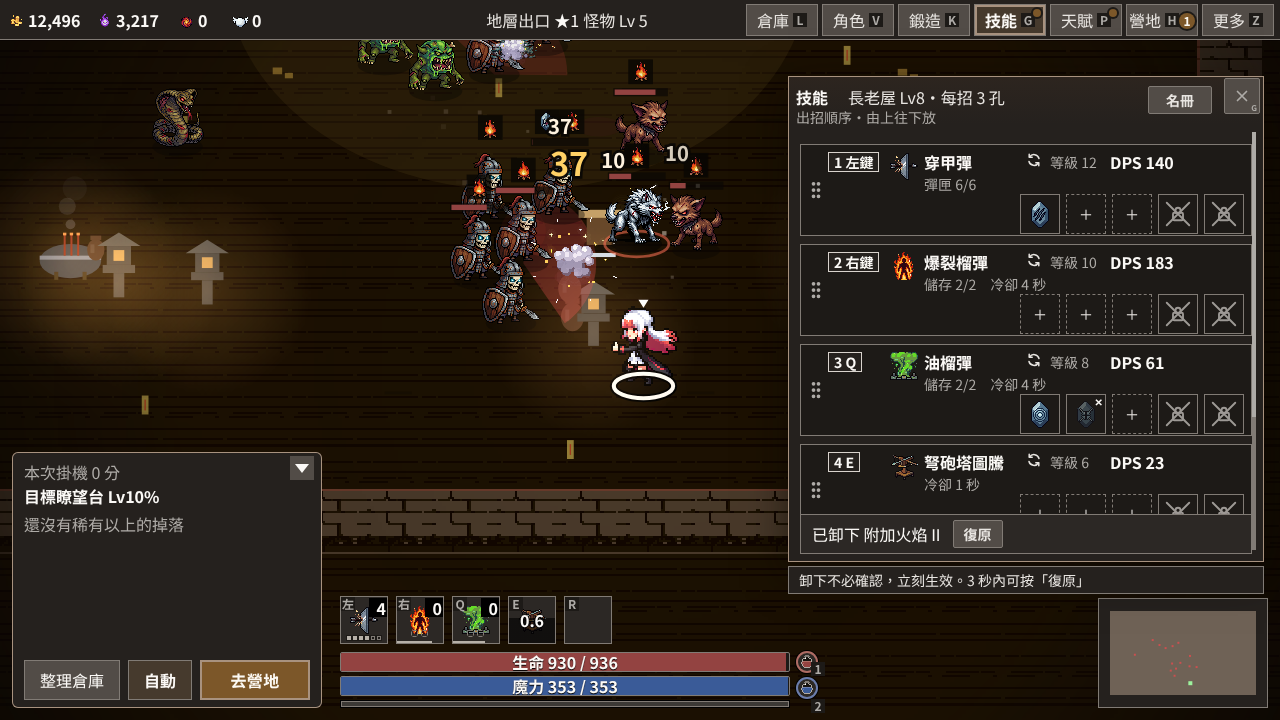 12,496 3,217 0 0 地層出口 ★1 怪物 Lv 5 倉庫 L 角色 V 鍛造 K 技能 G 天賦 P 營地 H 1 更多 Z
技能 長老屋 Lv8・每招 3 孔 名冊 × G
出招順序・由上往下放
37
37
10
10
1 左鍵 穿甲彈 等級 12 DPS 140
彈匣 6/6
+ +
2 右鍵 爆裂榴彈 等級 10 DPS 183
儲存 2/2 冷卻 4 秒
+ + +
3 Q 油榴彈 等級 8 DPS 61
儲存 2/2 冷卻 4 秒
× +
4 E 弩砲塔圖騰 等級 6 DPS 23
冷卻 1 秒
已卸下 附加火焰 II 復原
卸下不必確認，立刻生效。3 秒內可按「復原」
本次掛機 0 分
目標瞭望台 Lv10%
還沒有稀有以上的掉落
整理倉庫 自動 去營地
左 4 右 0 Q 0 E 0.6 R
生命 930 / 936 1
魔力 353 / 353 2